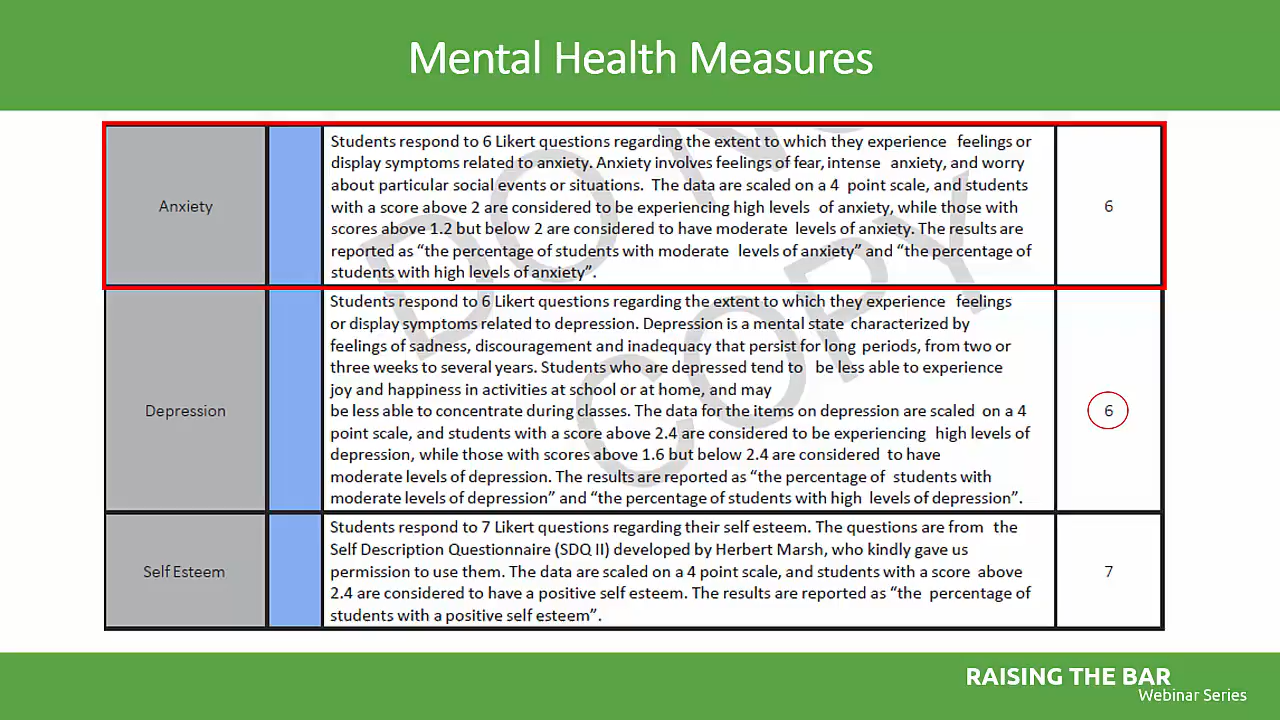 Mental Health Measures
Anxiety
Students respond to 6 Likert questions regarding the extent to which they experience feelings or
display symptoms related to anxiety. Anxiety involves feelings of fear, intense anxiety, and worry
about particular social events or situations. The data are scaled on a 4 point scale, and students
with a score above 2 are considered to be experiencing high levels of anxiety, while those with
scores above 1.2 but below 2 are considered to have moderate levels of anxiety. The results are
reported as “the percentage of students with moderate levels of anxiety” and “the percentage of
students with high levels of anxiety”.
6
Depression
Students respond to 6 Likert questions regarding the extent to which they experience feelings
or display symptoms related to depression. Depression is a mental state characterized by
feelings of sadness, discouragement and inadequacy that persist for long periods, from two or
three weeks to several years. Students who are depressed tend to be less able to experience
joy and happiness in activities at school or at home, and may
be less able to concentrate during classes. The data for the items on depression are scaled on a 4
point scale, and students with a score above 2.4 are considered to be experiencing high levels of
depression, while those with scores above 1.6 but below 2.4 are considered to have
moderate levels of depression. The results are reported as “the percentage of students with
moderate levels of depression” and “the percentage of students with high levels of depression”.
6
Self Esteem
Students respond to 7 Likert questions regarding their self esteem. The questions are from the
Self Description Questionnaire (SDQ II) developed by Herbert Marsh, who kindly gave us
permission to use them. The data are scaled on a 4 point scale, and students with a score above
2.4 are considered to have a positive self esteem. The results are reported as “the percentage of
students with a positive self esteem”.
7
DO NO
COPY
RAISING THE BAR
Webinar Series